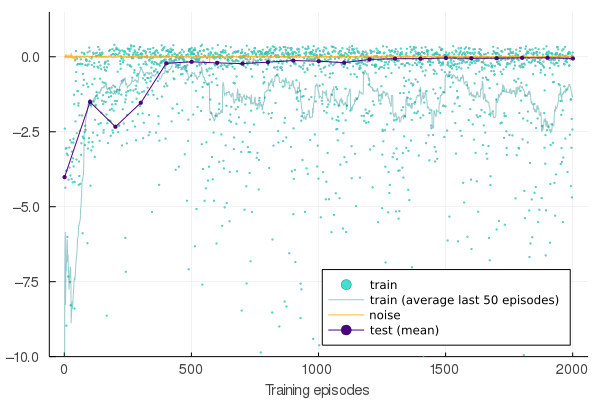 0.0
−2.5
−5.0
−7.5
−10.0
0
500
1000
1500
2000
Training episodes
train
train (average last 50 episodes)
noise
test (mean)